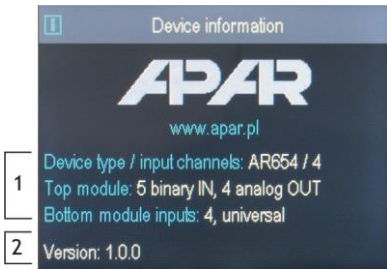 i Device information
APAR
www.apar.pl
1
Device type / input channels: AR654 / 4
Top module: 5 binary IN, 4 analog OUT
Bottom module inputs: 4, universal
2
Version: 1.0.0